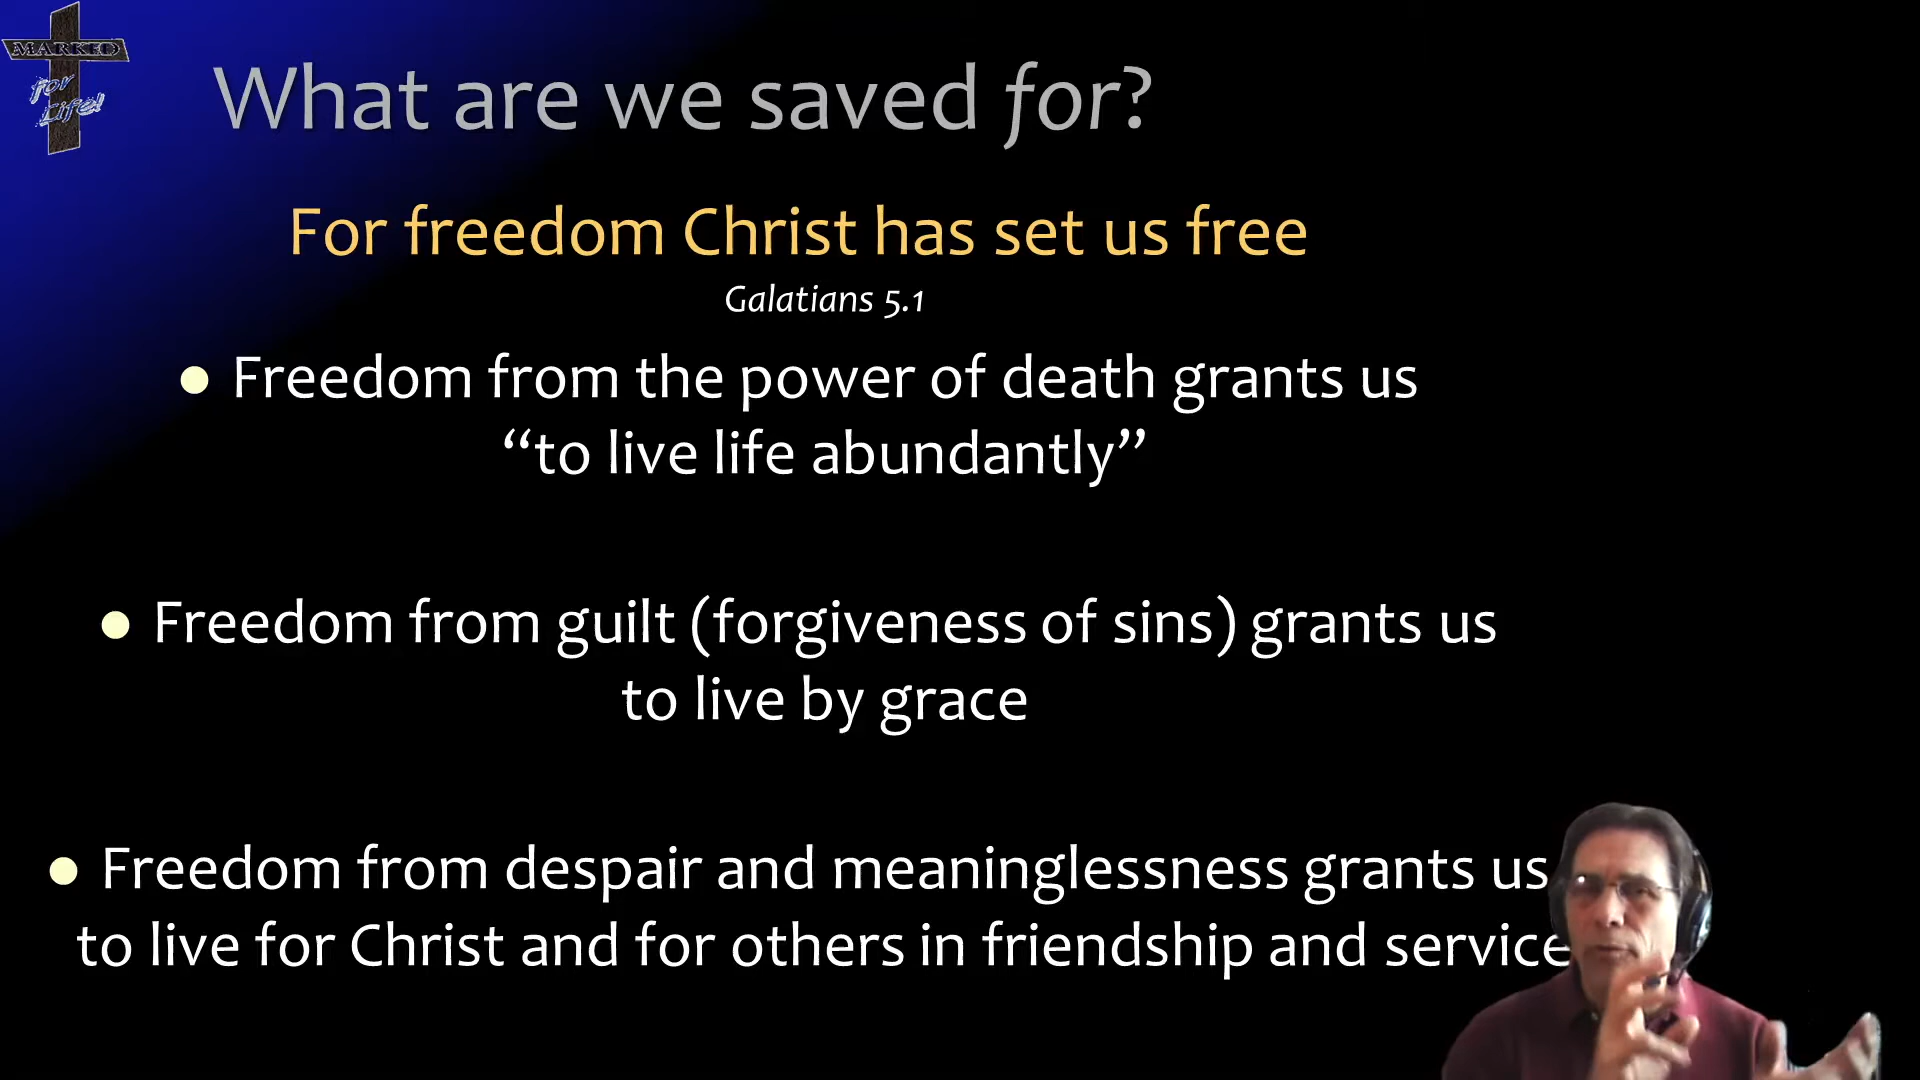 MARKED
for
Life!
What are we saved for?
For freedom Christ has set us free
Galatians 5.1
• Freedom from the power of death grants us
“to live life abundantly”
• Freedom from guilt (forgiveness of sins) grants us
to live by grace
• Freedom from despair and meaninglessness grants us
to live for Christ and for others in friendship and service